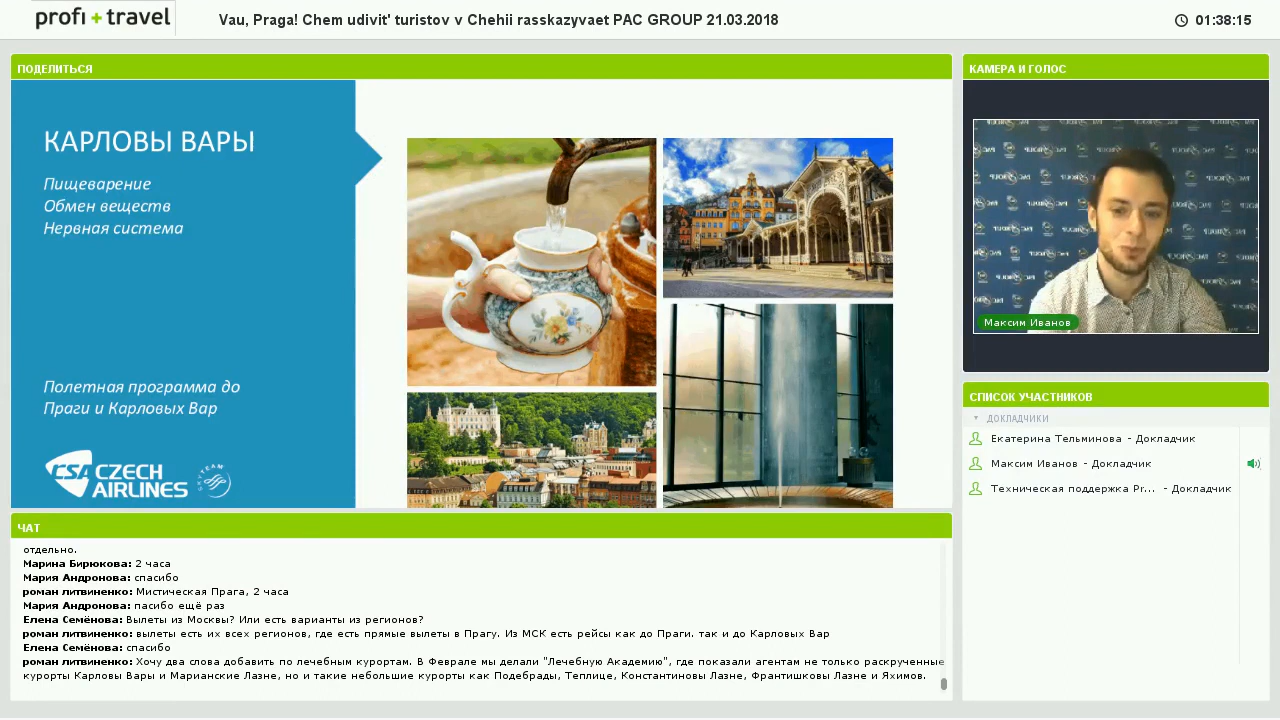 profi + travel
Vau, Praga! Chem udivit' turistov v Chehii rasskazyvaet PAC GROUP 21.03.2018
01:38:15
ПОДЕЛИТЬСЯ
КАРЛОВЫ ВАРЫ
Пищеварение
Обмен веществ
Нервная система
Полетная программа до
Праги и Карловых Вар
CSA CZECH
AIRLINES
SKYTEAM
КАМЕРА И ГОЛОС
Максим Иванов
СПИСОК УЧАСТНИКОВ
ДОКЛАДЧИКИ
Екатерина Тельминова - Докладчик
Максим Иванов - Докладчик
Техническая поддержка Pr... - Докладчик
ЧАТ
отдельно.
Марина Бирюкова: 2 часа
Мария Андронова: спасибо
роман литвиненко: Мистическая Прага, 2 часа
Мария Андронова: пасибо ещё раз
Елена Семёнова: Вылеты из Москвы? Или есть варианты из регионов?
роман литвиненко: вылеты есть их всех регионов, где есть прямые вылеты в Прагу. Из МСК есть рейсы как до Праги. так и до Карловых Вар
Елена Семёнова: спасибо
роман литвиненко: Хочу два слова добавить по лечебным курортам. В Феврале мы делали "Лечебную Академию", где показали агентам не только раскрученные
курорты Карловы Вары и Марианские Лазне, но и такие небольшие курорты как Подебрады, Теплице, Константиновы Лазне, Франтишковы Лазне и Яхимов.